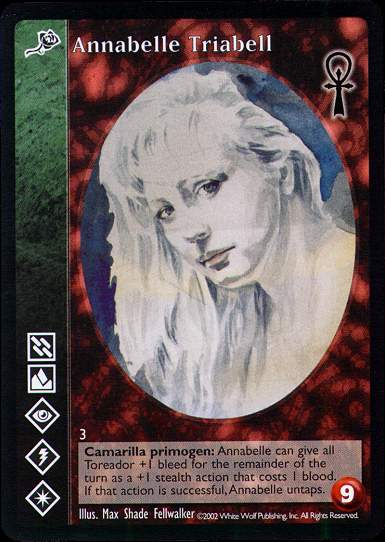 Annabelle Triabell
3
Camarilla primogen: Annabelle can give all
Toreador +1 bleed for the remainder of the
turn as a +1 stealth action that costs 1 blood.
If that action is successful, Annabelle untaps.
9
Illus. Max Shade Fellwalker ©2002 White Wolf Publishing, Inc. All Rights Reserved.